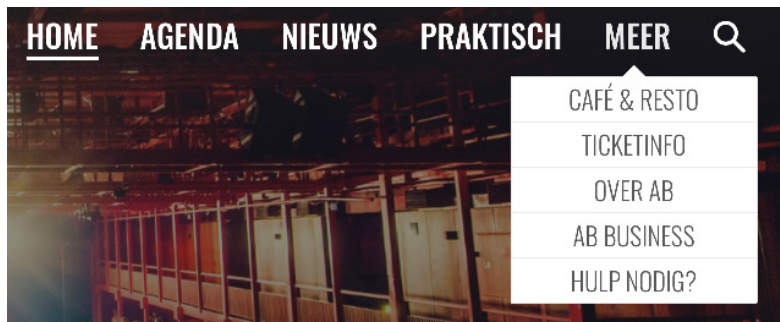 HOME AGENDA NIEUWS PRAKTISCH MEER
CAFÉ & RESTO
TICKETINFO
OVER AB
AB BUSINESS
HULP NODIG?